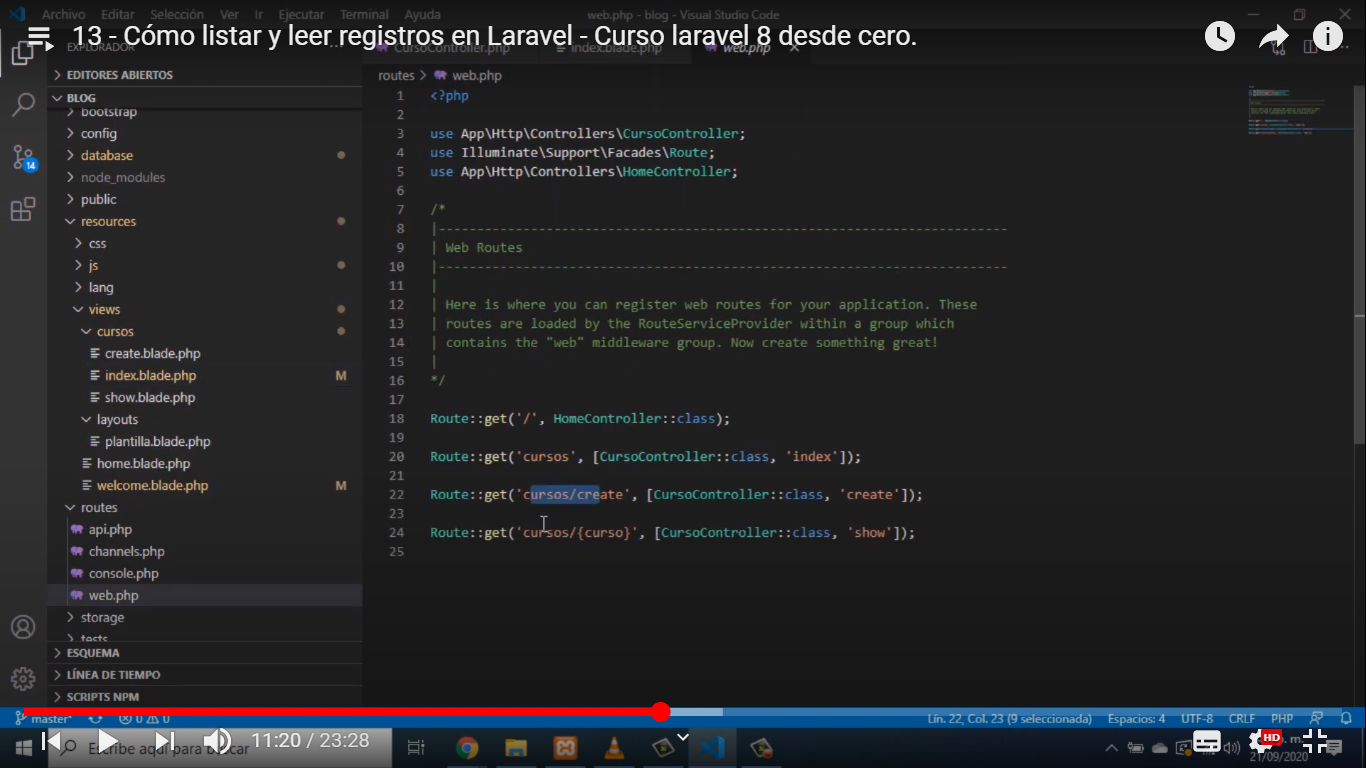 Archivo Editar Selección Ver Ir Ejecutar Terminal Ayuda
web.php - blog - Visual Studio Code
13 - Cómo listar y leer registros en Laravel - Curso laravel 8 desde cero.
EXPLORADOR
CursoController.php index.blade.php web.php
EDITORES ABIERTOS
BLOG
bootstrap
config
database
node_modules
public
resources
css
js
lang
views
cursos
create.blade.php
index.blade.php M
show.blade.php
layouts
plantilla.blade.php
home.blade.php
welcome.blade.php M
routes
api.php
channels.php
console.php
web.php
storage
tests
ESQUEMA
LÍNEA DE TIEMPO
SCRIPTS NPM
14
routes > web.php
1 <?php
2
3 use App\Http\Controllers\CursoController;
4 use Illuminate\Support\Facades\Route;
5 use App\Http\Controllers\HomeController;
6
7 /*
8 |--------------------------------------------------------------------------
9 | Web Routes
10 |--------------------------------------------------------------------------
11 |
12 | Here is where you can register web routes for your application. These
13 | routes are loaded by the RouteServiceProvider within a group which
14 | contains the "web" middleware group. Now create something great!
15 |
16 */
17
18 Route::get('/', HomeController::class);
19
20 Route::get('cursos', [CursoController::class, 'index']);
21
22 Route::get('cursos/create', [CursoController::class, 'create']);
23
24 Route::get('cursos/{curso}', [CursoController::class, 'show']);
25
master* 0 0
Lín. 22, Col. 23 (9 seleccionada) Espacios: 4 UTF-8 CRLF PHP
11:20 / 23:28
Escribe aquí para buscar
HD
21/09/2020